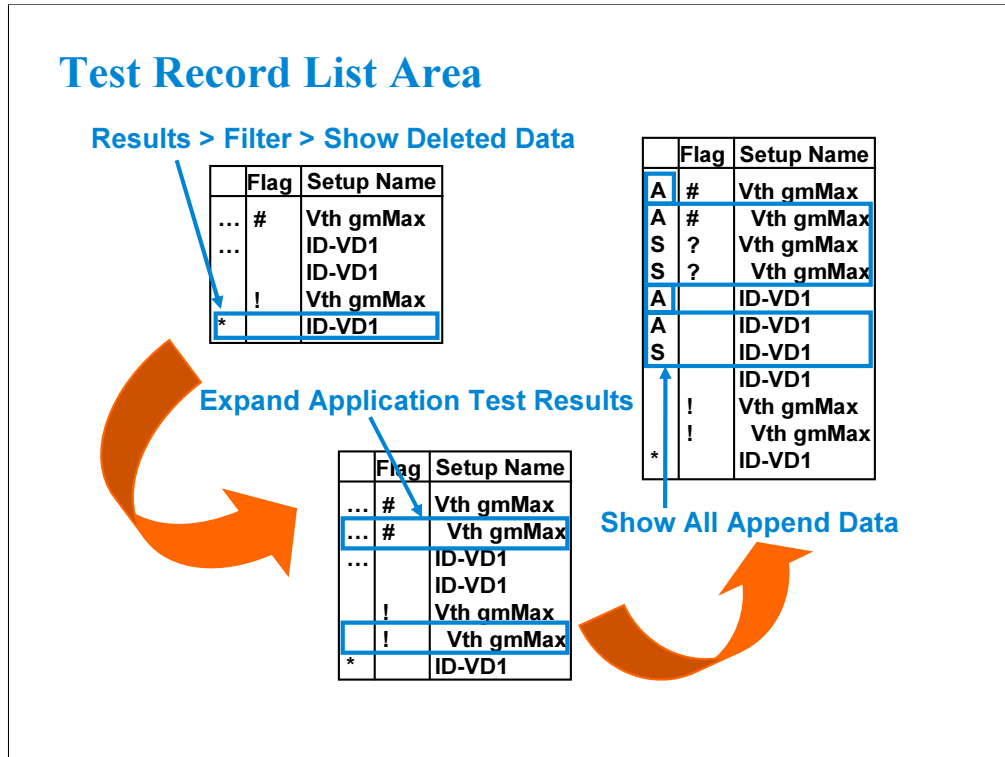 Test Record List Area
Results > Filter > Show Deleted Data
Flag Setup Name
... # Vth gmMax
... ID-VD1
ID-VD1
! Vth gmMax
* ID-VD1
Expand Application Test Results
Flag Setup Name
... # Vth gmMax
... # Vth gmMax
... ID-VD1
ID-VD1
! Vth gmMax
! Vth gmMax
* ID-VD1
Flag Setup Name
A # Vth gmMax
A # Vth gmMax
S ? Vth gmMax
S ? Vth gmMax
A ID-VD1
A ID-VD1
S ID-VD1
ID-VD1
! Vth gmMax
! Vth gmMax
* ID-VD1
Show All Append Data